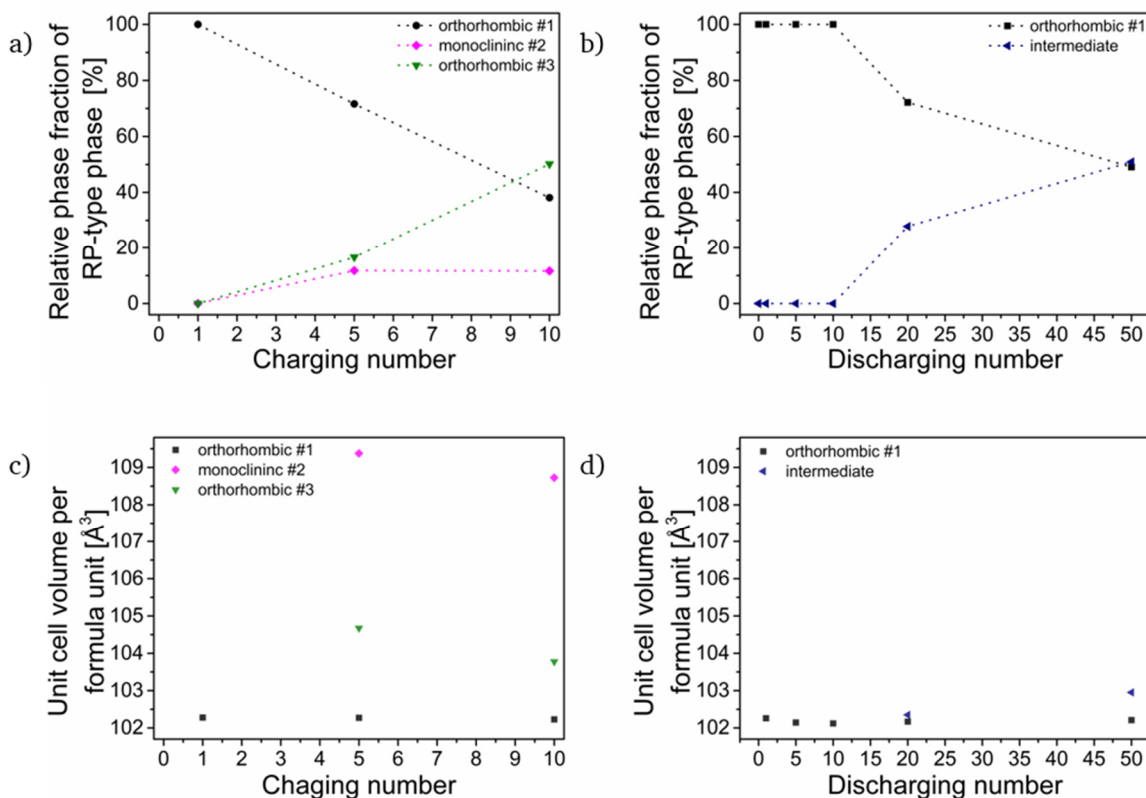 a)
Relative phase fraction of
RP-type phase [%]
100
80
60
40
20
0
orthorhombic #1
monoclininc #2
orthorhombic #3
0 1 2 3 4 5 6 7 8 9 10
Charging number
b)
Relative phase fraction of
RP-type phase [%]
100
80
60
40
20
0
orthorhombic #1
intermediate
0 5 10 15 20 25 30 35 40 45 50
Discharging number
c)
Unit cell volume per
formula unit [Å³]
109
108
107
106
105
104
103
102
orthorhombic #1
monoclininc #2
orthorhombic #3
0 1 2 3 4 5 6 7 8 9 10
Chaging number
d)
Unit cell volume per
formula unit [Å³]
109
108
107
106
105
104
103
102
orthorhombic #1
intermediate
0 5 10 15 20 25 30 35 40 45 50
Discharging number